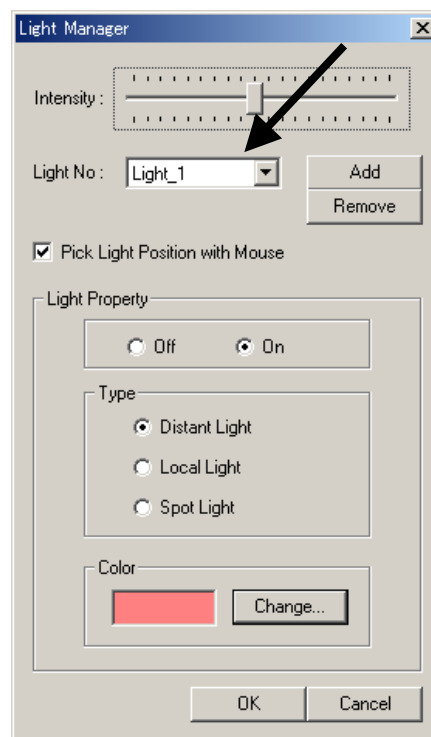 Light Manager
Intensity :
Light No : Light_1 Add
Remove
Pick Light Position with Mouse
Light Property
Off On
Type
Distant Light
Local Light
Spot Light
Color
Change...
OK Cancel